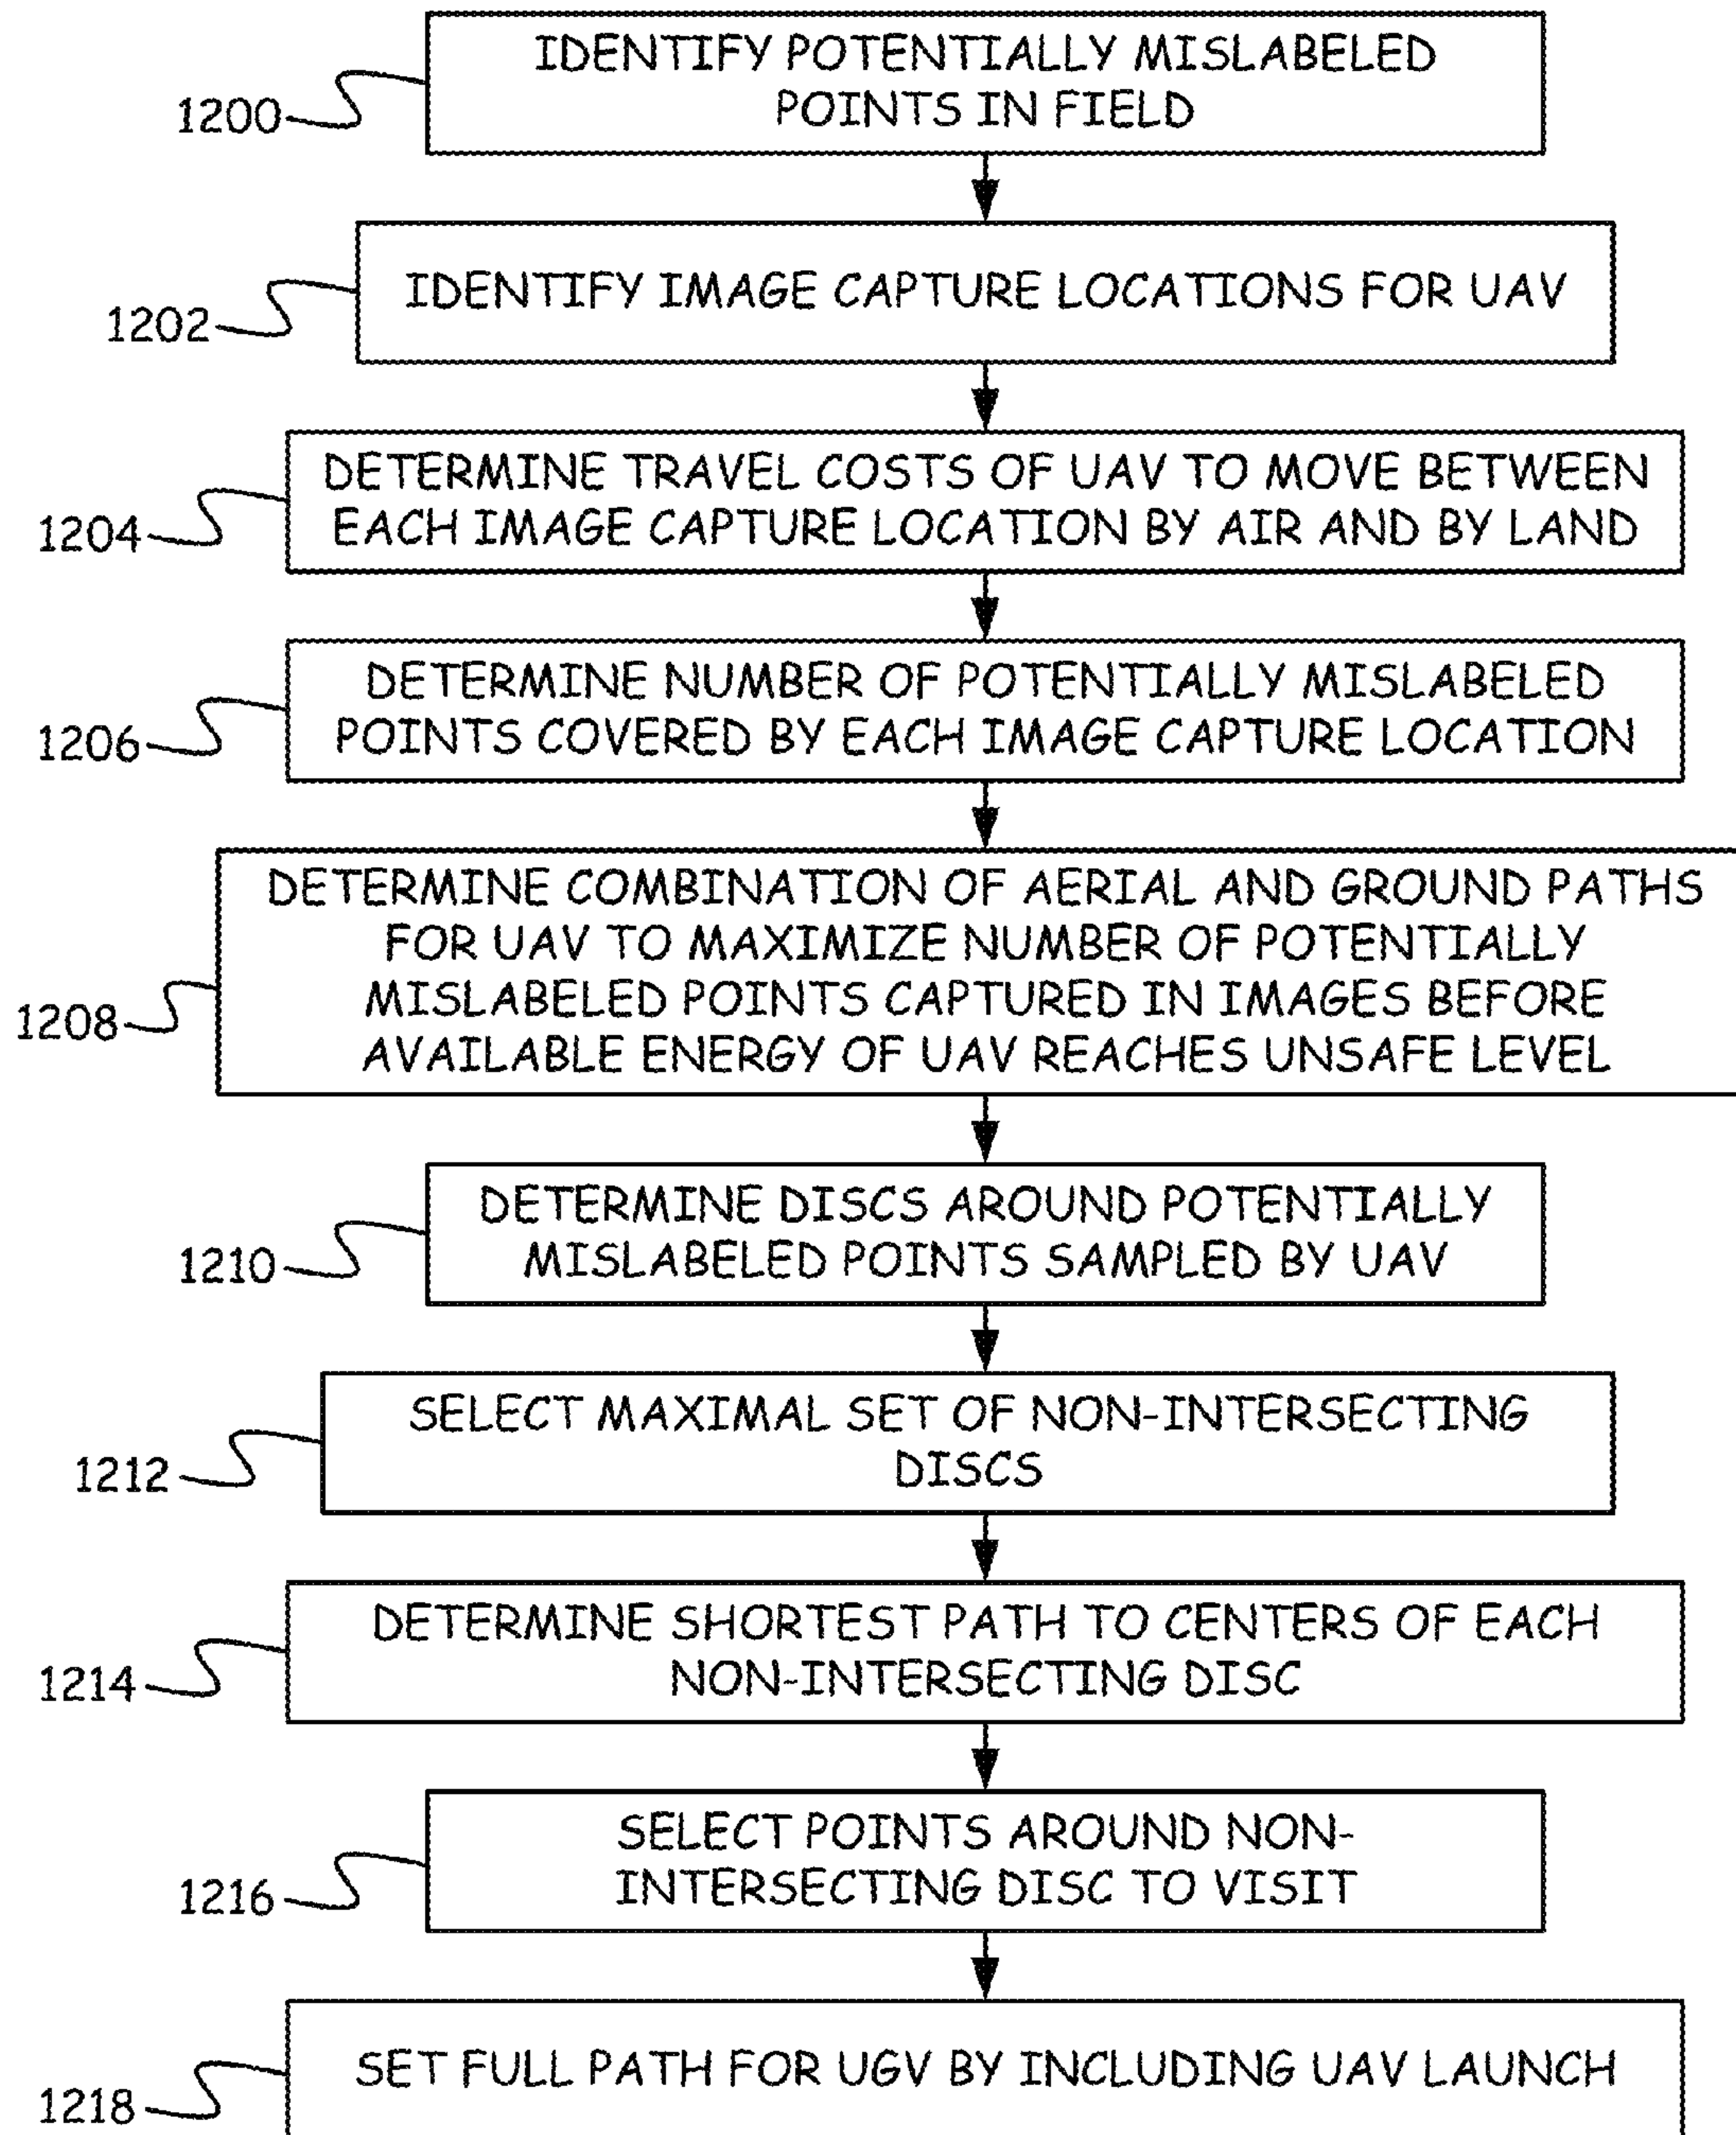 IDENTIFY POTENTIALLY MISLABELED
POINTS IN FIELD
1200
IDENTIFY IMAGE CAPTURE LOCATIONS FOR UAV
1202
DETERMINE TRAVEL COSTS OF UAV TO MOVE BETWEEN
EACH IMAGE CAPTURE LOCATION BY AIR AND BY LAND
1204
DETERMINE NUMBER OF POTENTIALLY MISLABELED
POINTS COVERED BY EACH IMAGE CAPTURE LOCATION
1206
DETERMINE COMBINATION OF AERIAL AND GROUND PATHS
FOR UAV TO MAXIMIZE NUMBER OF POTENTIALLY
MISLABELED POINTS CAPTURED IN IMAGES BEFORE
AVAILABLE ENERGY OF UAV REACHES UNSAFE LEVEL
1208
DETERMINE DISCS AROUND POTENTIALLY
MISLABELED POINTS SAMPLED BY UAV
1210
SELECT MAXIMAL SET OF NON-INTERSECTING
DISCS
1212
DETERMINE SHORTEST PATH TO CENTERS OF EACH
NON-INTERSECTING DISC
1214
SELECT POINTS AROUND NON-
INTERSECTING DISC TO VISIT
1216
SET FULL PATH FOR UGV BY INCLUDING UAV LAUNCH
1218